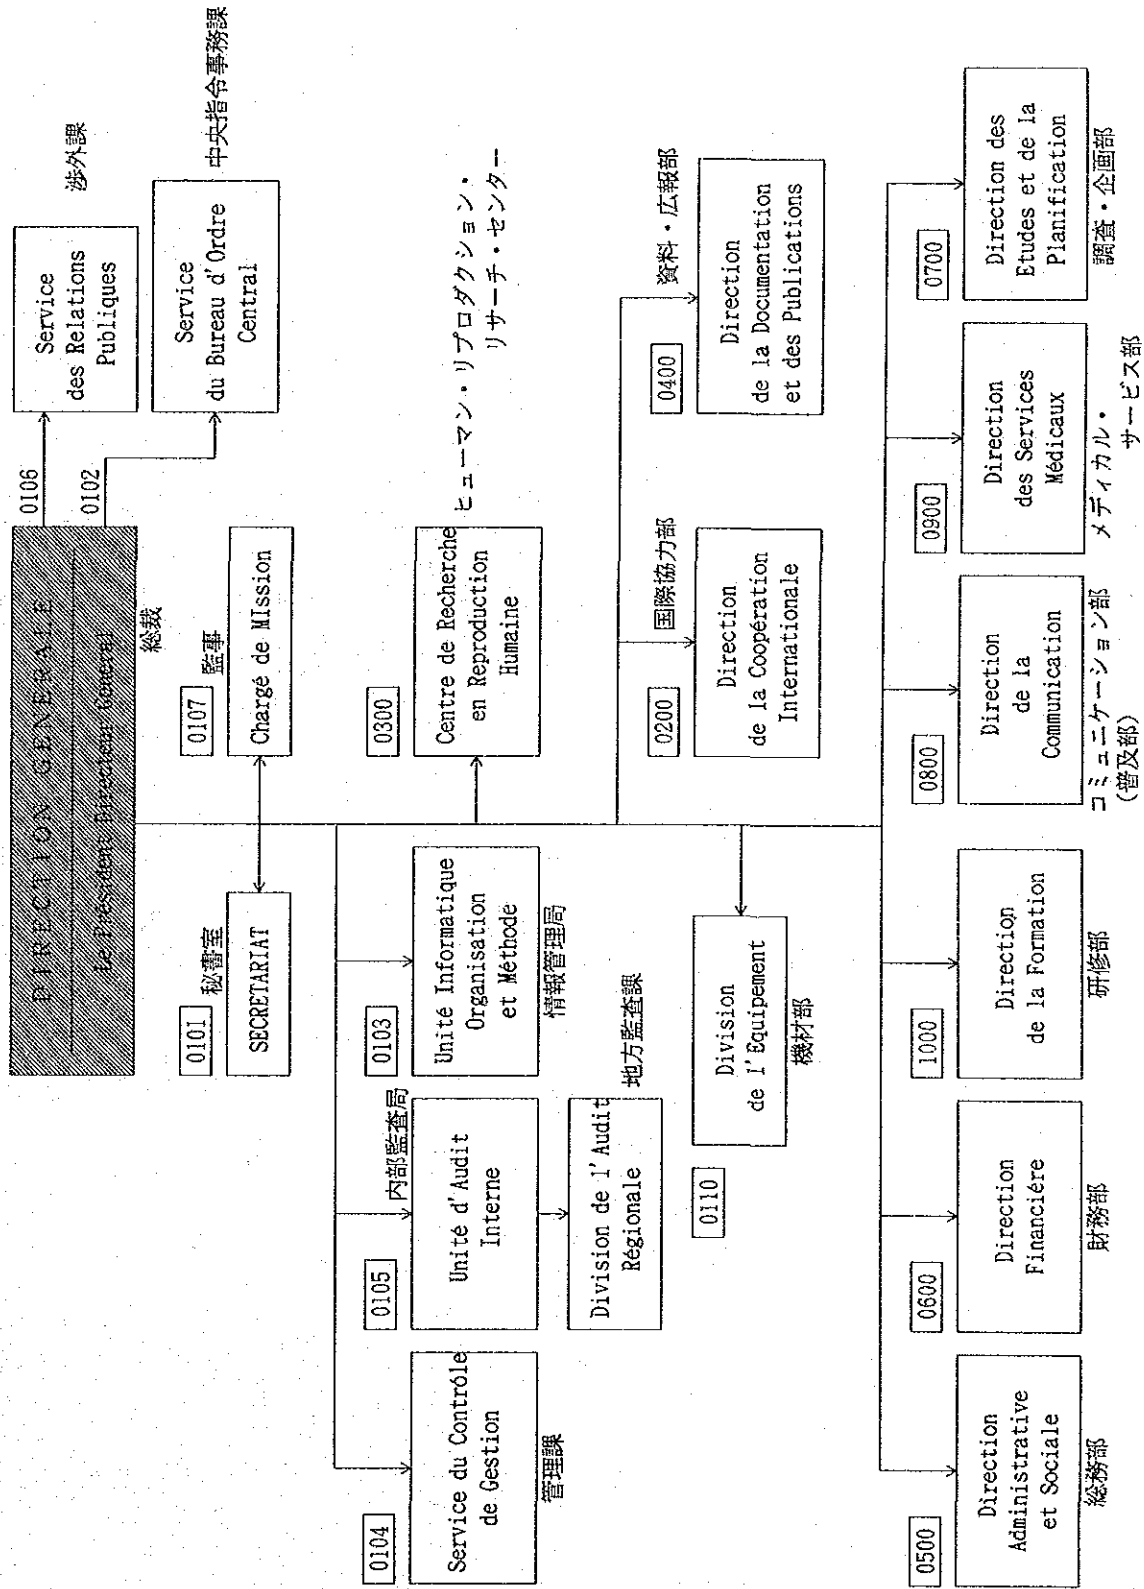 DIRECTION GENERALE
Le Président Directeur Général
総裁
0106
Service
des Relations
Publiques
渉外課
0102
Service
du Bureau d'Ordre
Central
中央指令事務課
0101
秘書室
SECRETARIAT
0107
監事
Chargé de MIssion
0104
Service du Contrôle
de Gestion
管理課
0105
内部監査局
Unité d'Audit
Interne
Division de l'Audit
Régionale
地方監査課
0103
Unité Informatique
Organisation
et Méthode
情報管理局
0300
Centre de Recherche
en Reproduction
Humaine
ヒューマン・リプロダクション・
リサーチ・センター
0110
Division
de l'Equipement
機材部
0200
国際協力部
Direction
de la Coopération
Internationale
0400
資料・広報部
Direction
de la Documentation
et des Publications
0500
Direction
Administrative
et Sociale
総務部
0600
Direction
Financiére
財務部
1000
Direction
de la Formation
研修部
0800
Direction
de la
Communication
コミュニケーション部
(普及部)
0900
Direction
des Services
Médicaux
メディカル・
サービス部
0700
Direction des
Etudes et de la
Planification
調査・企画部